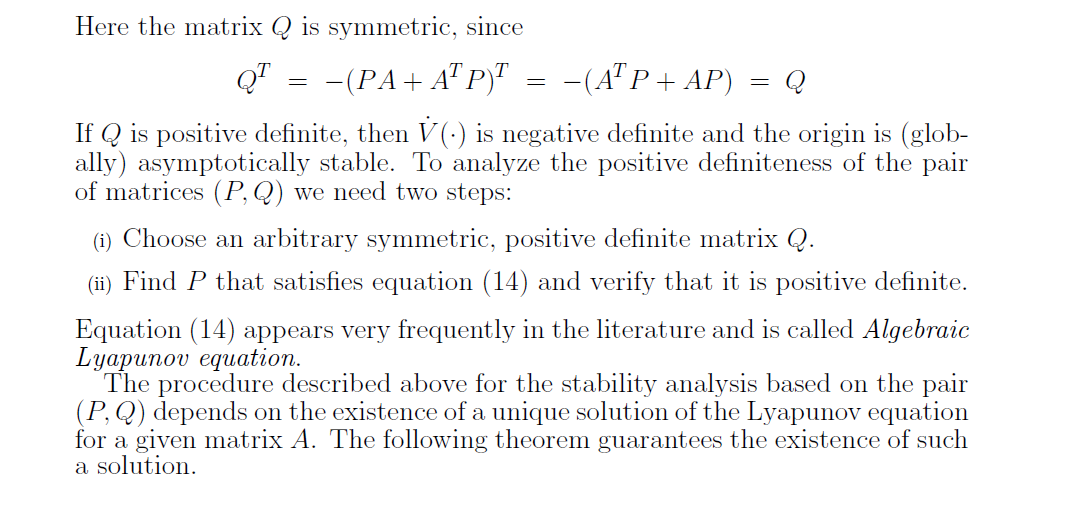 Here the matrix Q is symmetric, since
Q^T = −(PA + A^T P)^T = −(A^T P + AP) = Q
If Q is positive definite, then V̇(·) is negative definite and the origin is (glob-
ally) asymptotically stable. To analyze the positive definiteness of the pair
of matrices (P, Q) we need two steps:
(i) Choose an arbitrary symmetric, positive definite matrix Q.
(ii) Find P that satisfies equation (14) and verify that it is positive definite.
Equation (14) appears very frequently in the literature and is called Algebraic
Lyapunov equation.
The procedure described above for the stability analysis based on the pair
(P, Q) depends on the existence of a unique solution of the Lyapunov equation
for a given matrix A. The following theorem guarantees the existence of such
a solution.